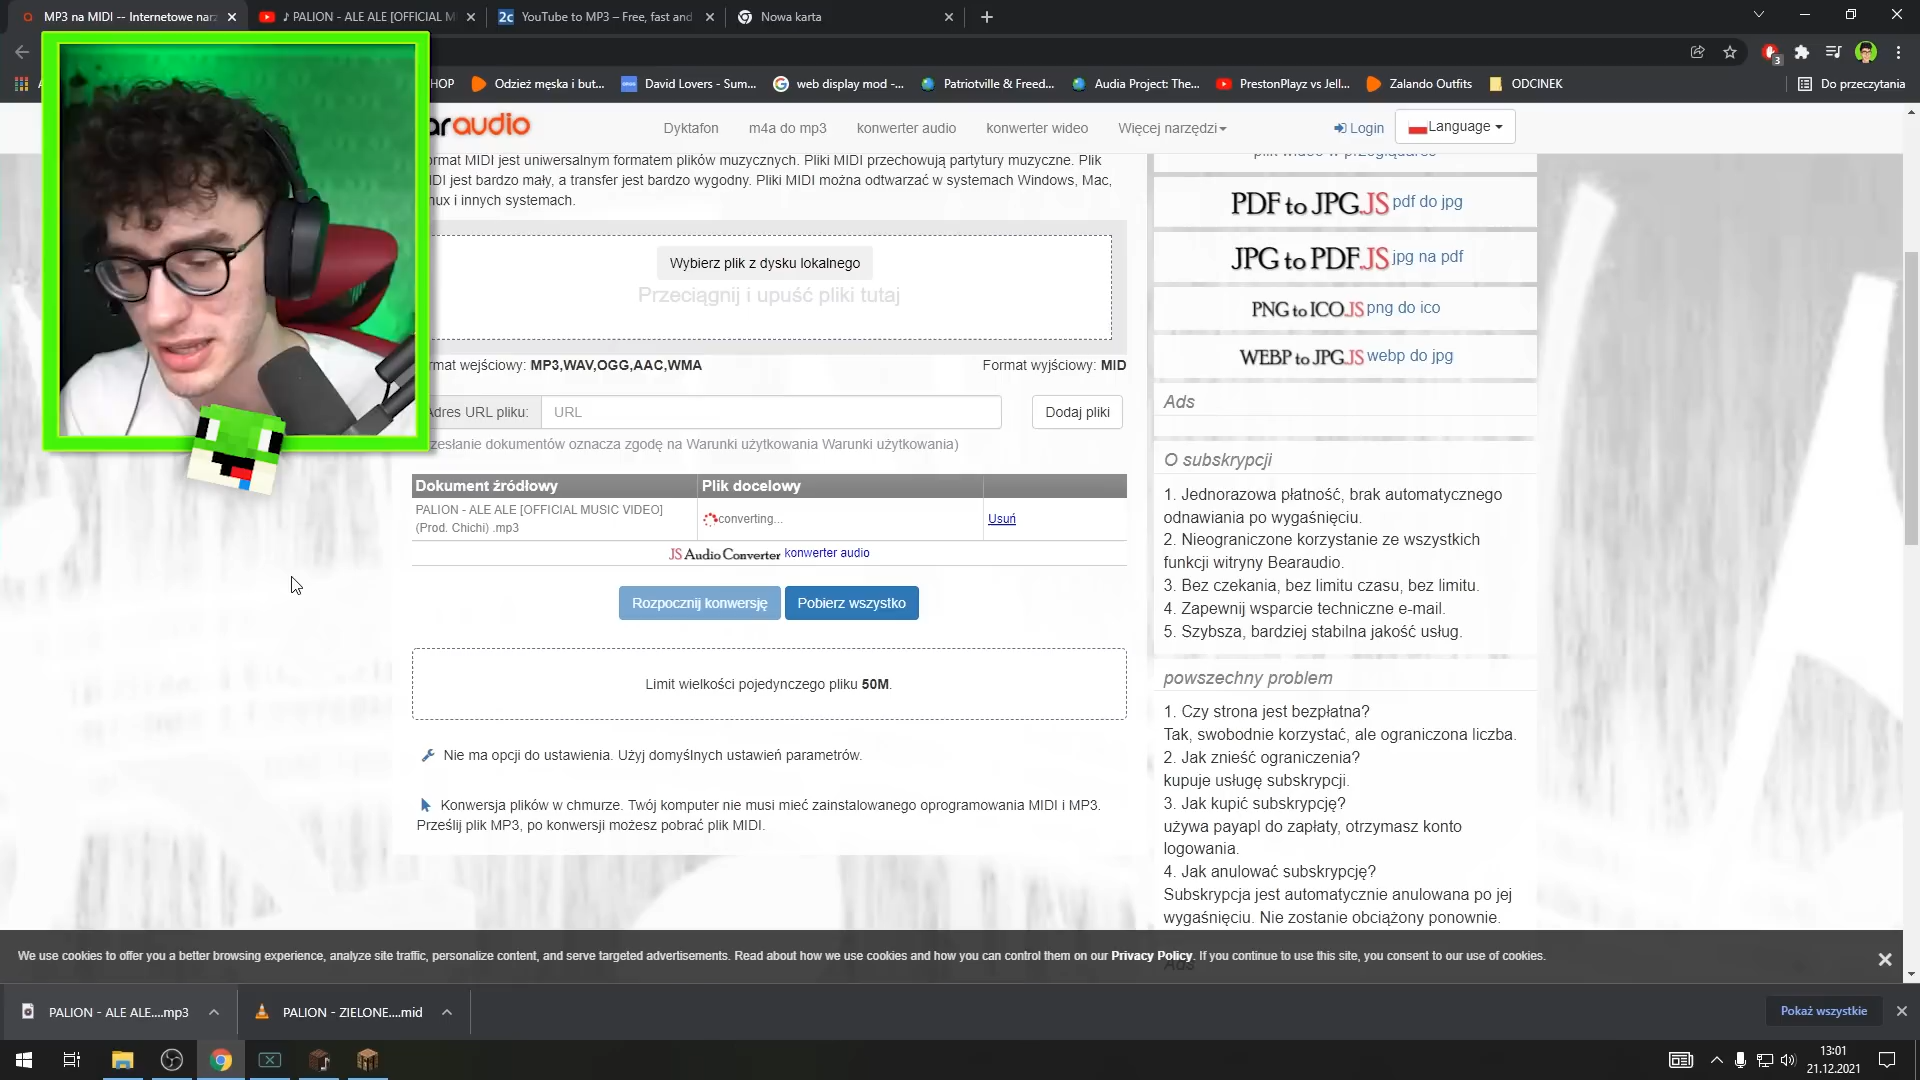 MP3 na MIDI -- Internetowe narz
♪ PALION - ALE ALE [OFFICIAL M
2c YouTube to MP3 – Free, fast and
Nowa karta
3
HOP
Odzież męska i but...
David Lovers - Sum...
web display mod -...
Patriotville & Freed...
Audia Project: The...
PrestonPlayz vs Jell...
Zalando Outfits
ODCINEK
Do przeczytania
araudio
Dyktafon
m4a do mp3
konwerter audio
konwerter wideo
Więcej narzędzi
Login
Language
ormat MIDI jest uniwersalnym formatem plików muzycznych. Pliki MIDI przechowują partytury muzyczne. Plik
IDI jest bardzo mały, a transfer jest bardzo wygodny. Pliki MIDI można odtwarzać w systemach Windows, Mac,
nux i innych systemach.
Wybierz plik z dysku lokalnego
Przeciągnij i upuść pliki tutaj
rmat wejściowy: MP3,WAV,OGG,AAC,WMA
Format wyjściowy: MID
Adres URL pliku:
URL
Dodaj pliki
zesłanie dokumentów oznacza zgodę na Warunki użytkowania Warunki użytkowania)
Dokument źródłowy
Plik docelowy
PALION - ALE ALE [OFFICIAL MUSIC VIDEO]
(Prod. Chichi) .mp3
converting...
Usuń
JS Audio Converter konwerter audio
Rozpocznij konwersję
Pobierz wszystko
Limit wielkości pojedynczego pliku 50M.
Nie ma opcji do ustawienia. Użyj domyślnych ustawień parametrów.
Konwersja plików w chmurze. Twój komputer nie musi mieć zainstalowanego oprogramowania MIDI i MP3.
Prześlij plik MP3, po konwersji możesz pobrać plik MIDI.
plik wideo w przeglądarce
PDF to JPG.JS pdf do jpg
JPG to PDF.JS jpg na pdf
PNG to ICO.JS png do ico
WEBP to JPG.JS webp do jpg
Ads
O subskrypcji
1. Jednorazowa płatność, brak automatycznego
odnawiania po wygaśnięciu.
2. Nieograniczone korzystanie ze wszystkich
funkcji witryny Bearaudio.
3. Bez czekania, bez limitu czasu, bez limitu.
4. Zapewnij wsparcie techniczne e-mail.
5. Szybsza, bardziej stabilna jakość usług.
powszechny problem
1. Czy strona jest bezpłatna?
Tak, swobodnie korzystać, ale ograniczona liczba.
2. Jak znieść ograniczenia?
kupuje usługę subskrypcji.
3. Jak kupić subskrypcję?
używa payapl do zapłaty, otrzymasz konto
logowania.
4. Jak anulować subskrypcję?
Subskrypcja jest automatycznie anulowana po jej
wygaśnięciu. Nie zostanie obciążony ponownie.
Ads
We use cookies to offer you a better browsing experience, analyze site traffic, personalize content, and serve targeted advertisements. Read about how we use cookies and how you can control them on our Privacy Policy. If you continue to use this site, you consent to our use of cookies.
PALION - ALE ALE....mp3
PALION - ZIELONE....mid
Pokaż wszystkie
13:01
21.12.2021